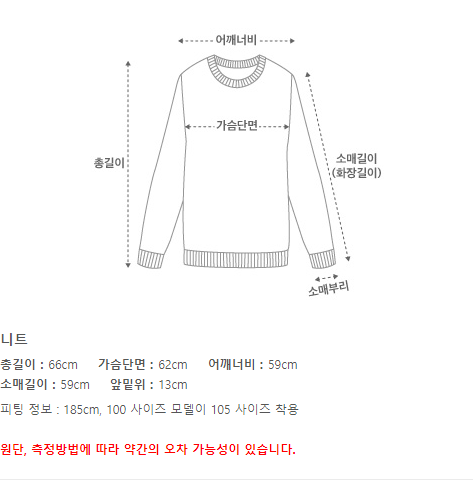 어깨너비
가슴단면
총길이
소매길이
(화장길이)
소매부리
니트
총길이 : 66cm 가슴단면 : 62cm 어깨너비 : 59cm
소매길이 : 59cm 앞밑위 : 13cm
피팅 정보 : 185cm, 100 사이즈 모델이 105 사이즈 착용
원단, 측정방법에 따라 약간의 오차 가능성이 있습니다.